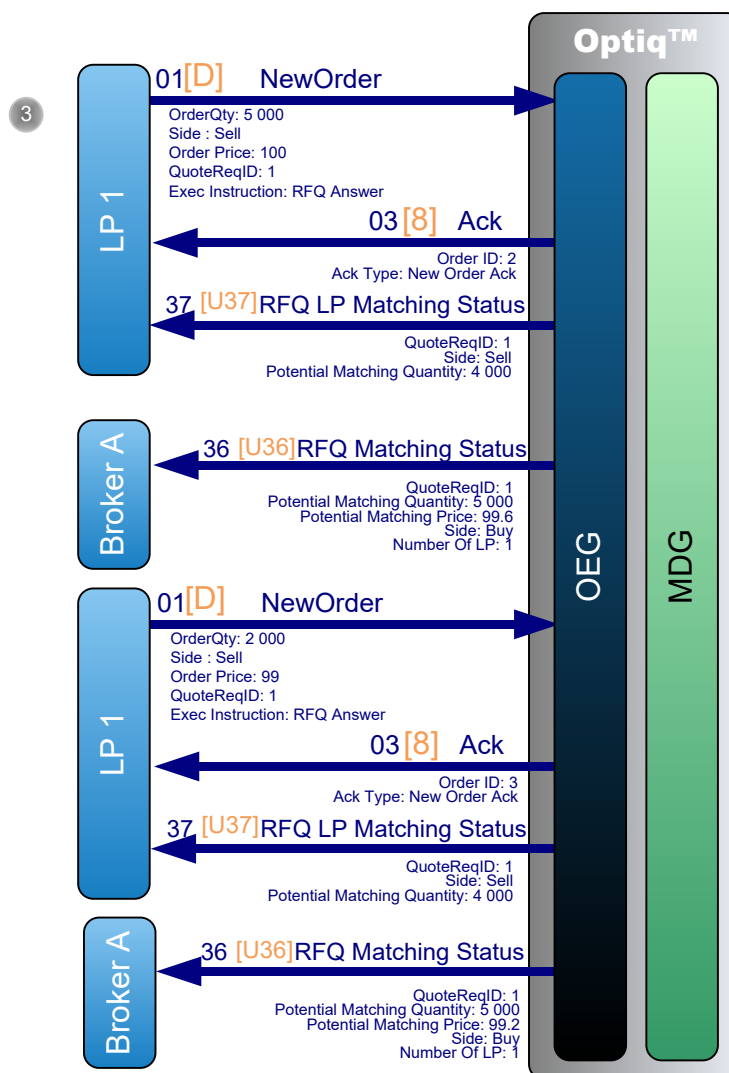 Optiq™
3
LP 1
01[D] NewOrder
OrderQty: 5 000
Side : Sell
Order Price: 100
QuoteReqID: 1
Exec Instruction: RFQ Answer
03[8] Ack
Order ID: 2
Ack Type: New Order Ack
37 [U37]RFQ LP Matching Status
QuoteReqID: 1
Side: Sell
Potential Matching Quantity: 4 000
Broker A
36 [U36]RFQ Matching Status
QuoteReqID: 1
Potential Matching Quantity: 5 000
Potential Matching Price: 99.6
Side: Buy
Number Of LP: 1
OEG
MDG
LP 1
01[D] NewOrder
OrderQty: 2 000
Side : Sell
Order Price: 99
QuoteReqID: 1
Exec Instruction: RFQ Answer
03[8] Ack
Order ID: 3
Ack Type: New Order Ack
37 [U37]RFQ LP Matching Status
QuoteReqID: 1
Side: Sell
Potential Matching Quantity: 4 000
Broker A
36 [U36]RFQ Matching Status
QuoteReqID: 1
Potential Matching Quantity: 5 000
Potential Matching Price: 99.2
Side: Buy
Number Of LP: 1